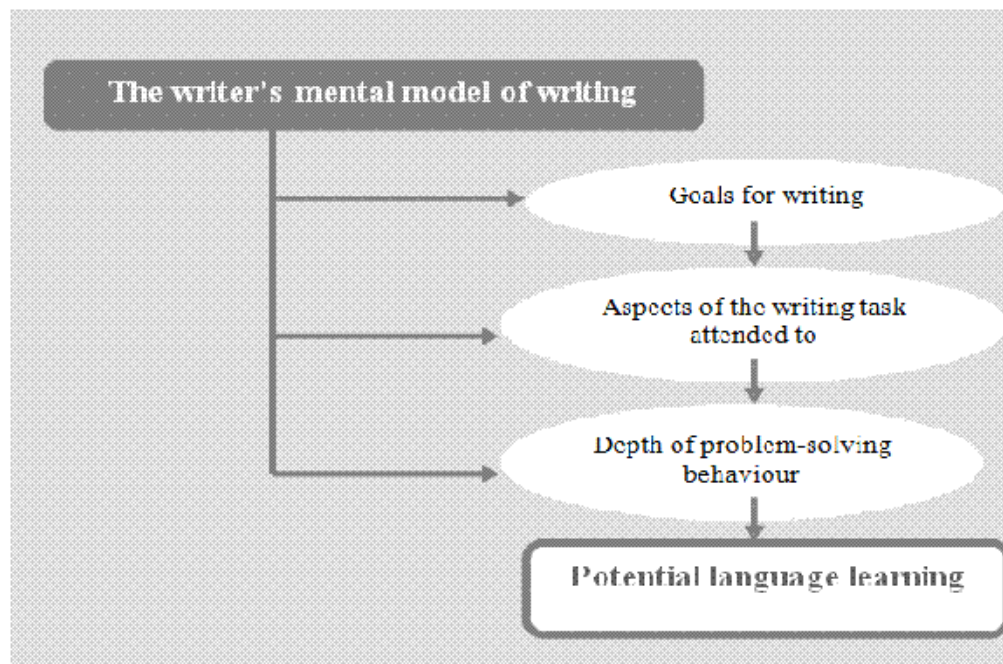 The writer's mental model of writing
Goals for writing
Aspects of the writing task
attended to
Depth of problem-solving
behaviour
Potential language learning